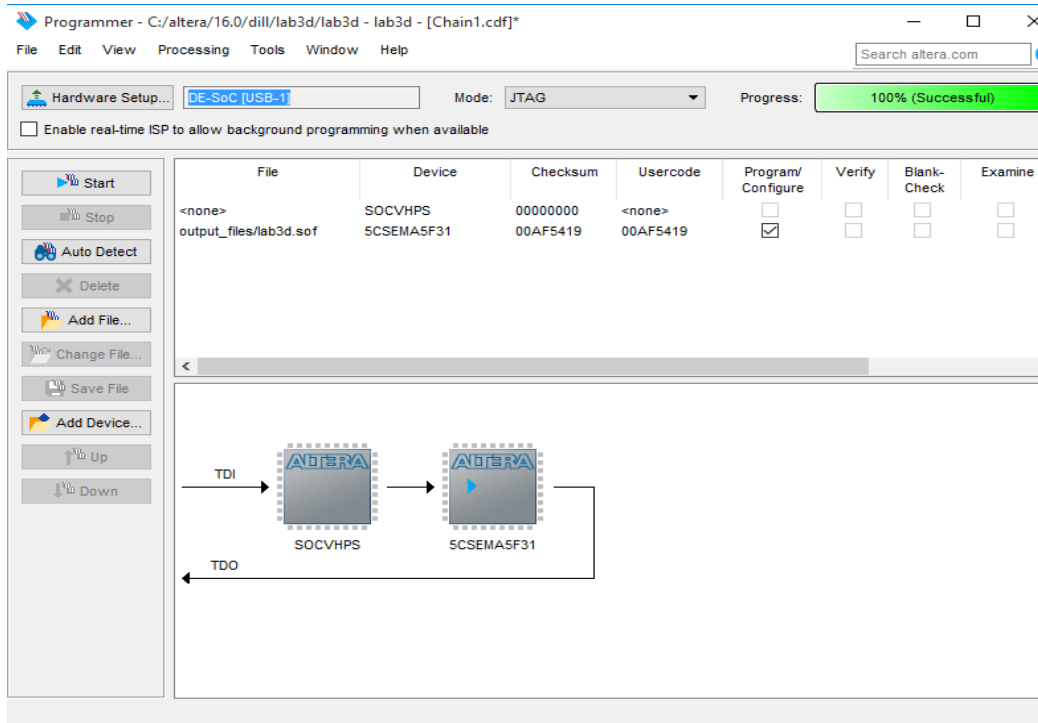 Programmer - C:/altera/16.0/dill/lab3d/lab3d - lab3d - [Chain1.cdf]*
File Edit View Processing Tools Window Help
Search altera.com
Hardware Setup... DE-SoC [USB-1] Mode: JTAG Progress: 100% (Successful)
Enable real-time ISP to allow background programming when available
Start
Stop
Auto Detect
Delete
Add File...
Change File...
Save File
Add Device...
Up
Down
File Device Checksum Usercode Program/ Verify Blank- Examine
Configure Check
<none> SOCVHPS 00000000 <none>
output_files/lab3d.sof 5CSEMA5F31 00AF5419 00AF5419
ALTERA ALTERA
TDI
SOCVHPS 5CSEMA5F31
TDO